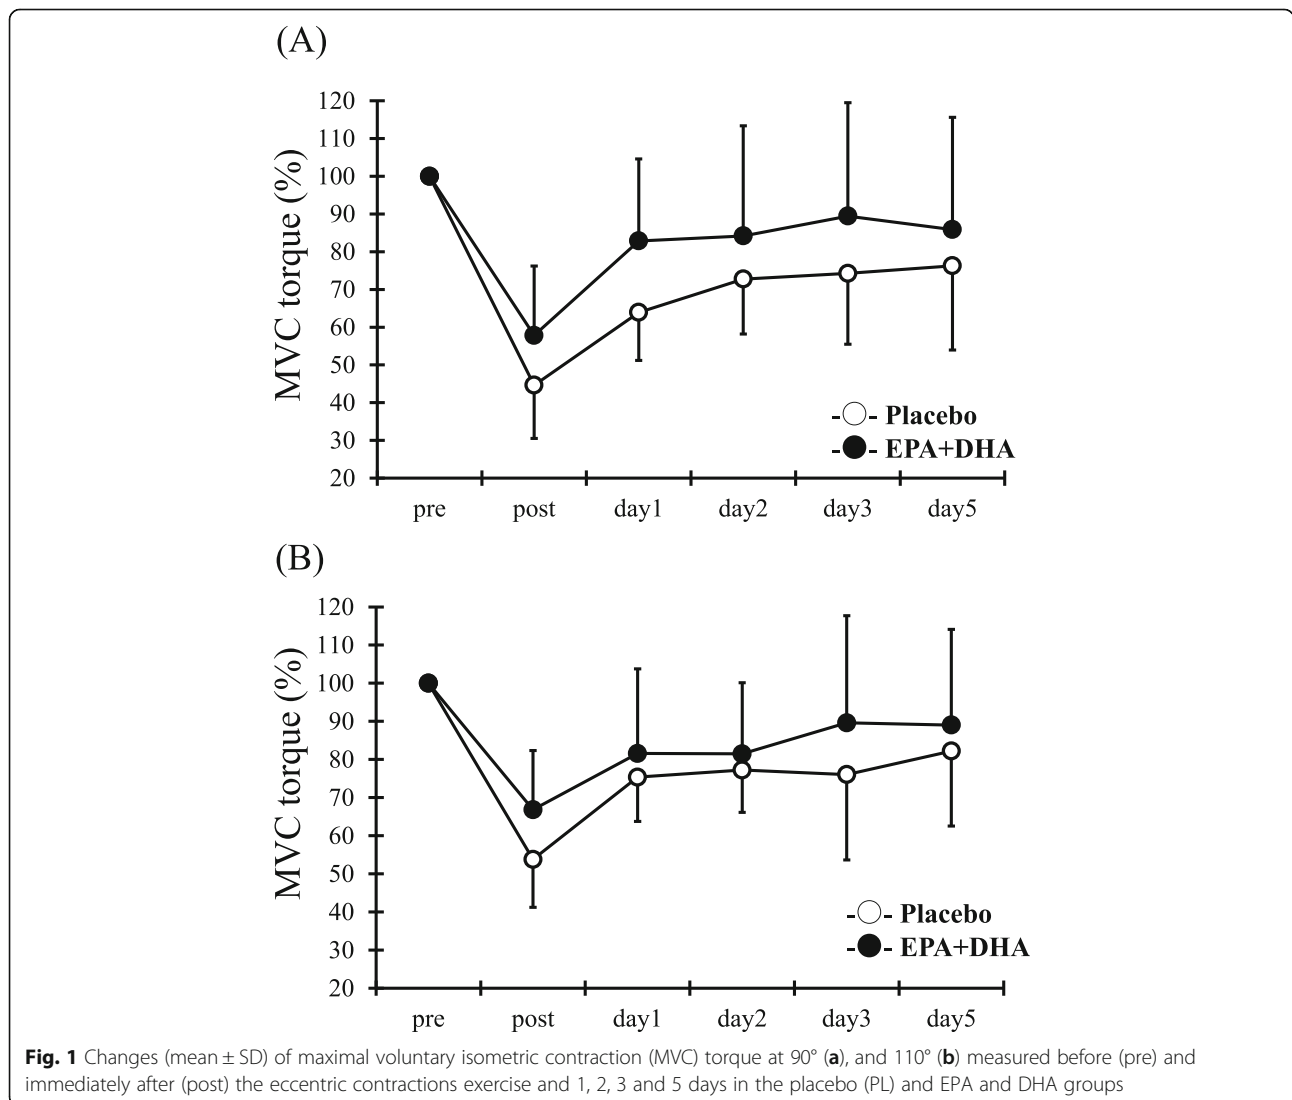 (A)
MVC torque (%)
120
110
100
90
80
70
60
50
40
30
20
-○- Placebo
-●- EPA+DHA
pre post day1 day2 day3 day5
(B)
MVC torque (%)
120
110
100
90
80
70
60
50
40
30
20
-○- Placebo
-●- EPA+DHA
pre post day1 day2 day3 day5
Fig. 1 Changes (mean ± SD) of maximal voluntary isometric contraction (MVC) torque at 90° (a), and 110° (b) measured before (pre) and
immediately after (post) the eccentric contractions exercise and 1, 2, 3 and 5 days in the placebo (PL) and EPA and DHA groups